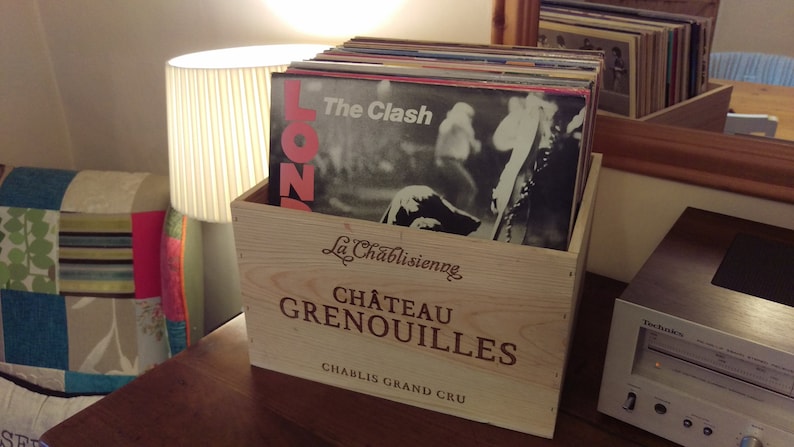 The Clash
LOND
La Chablisienne
CHÂTEAU
GRENOUILLES
CHABLIS GRAND CRU
Technics